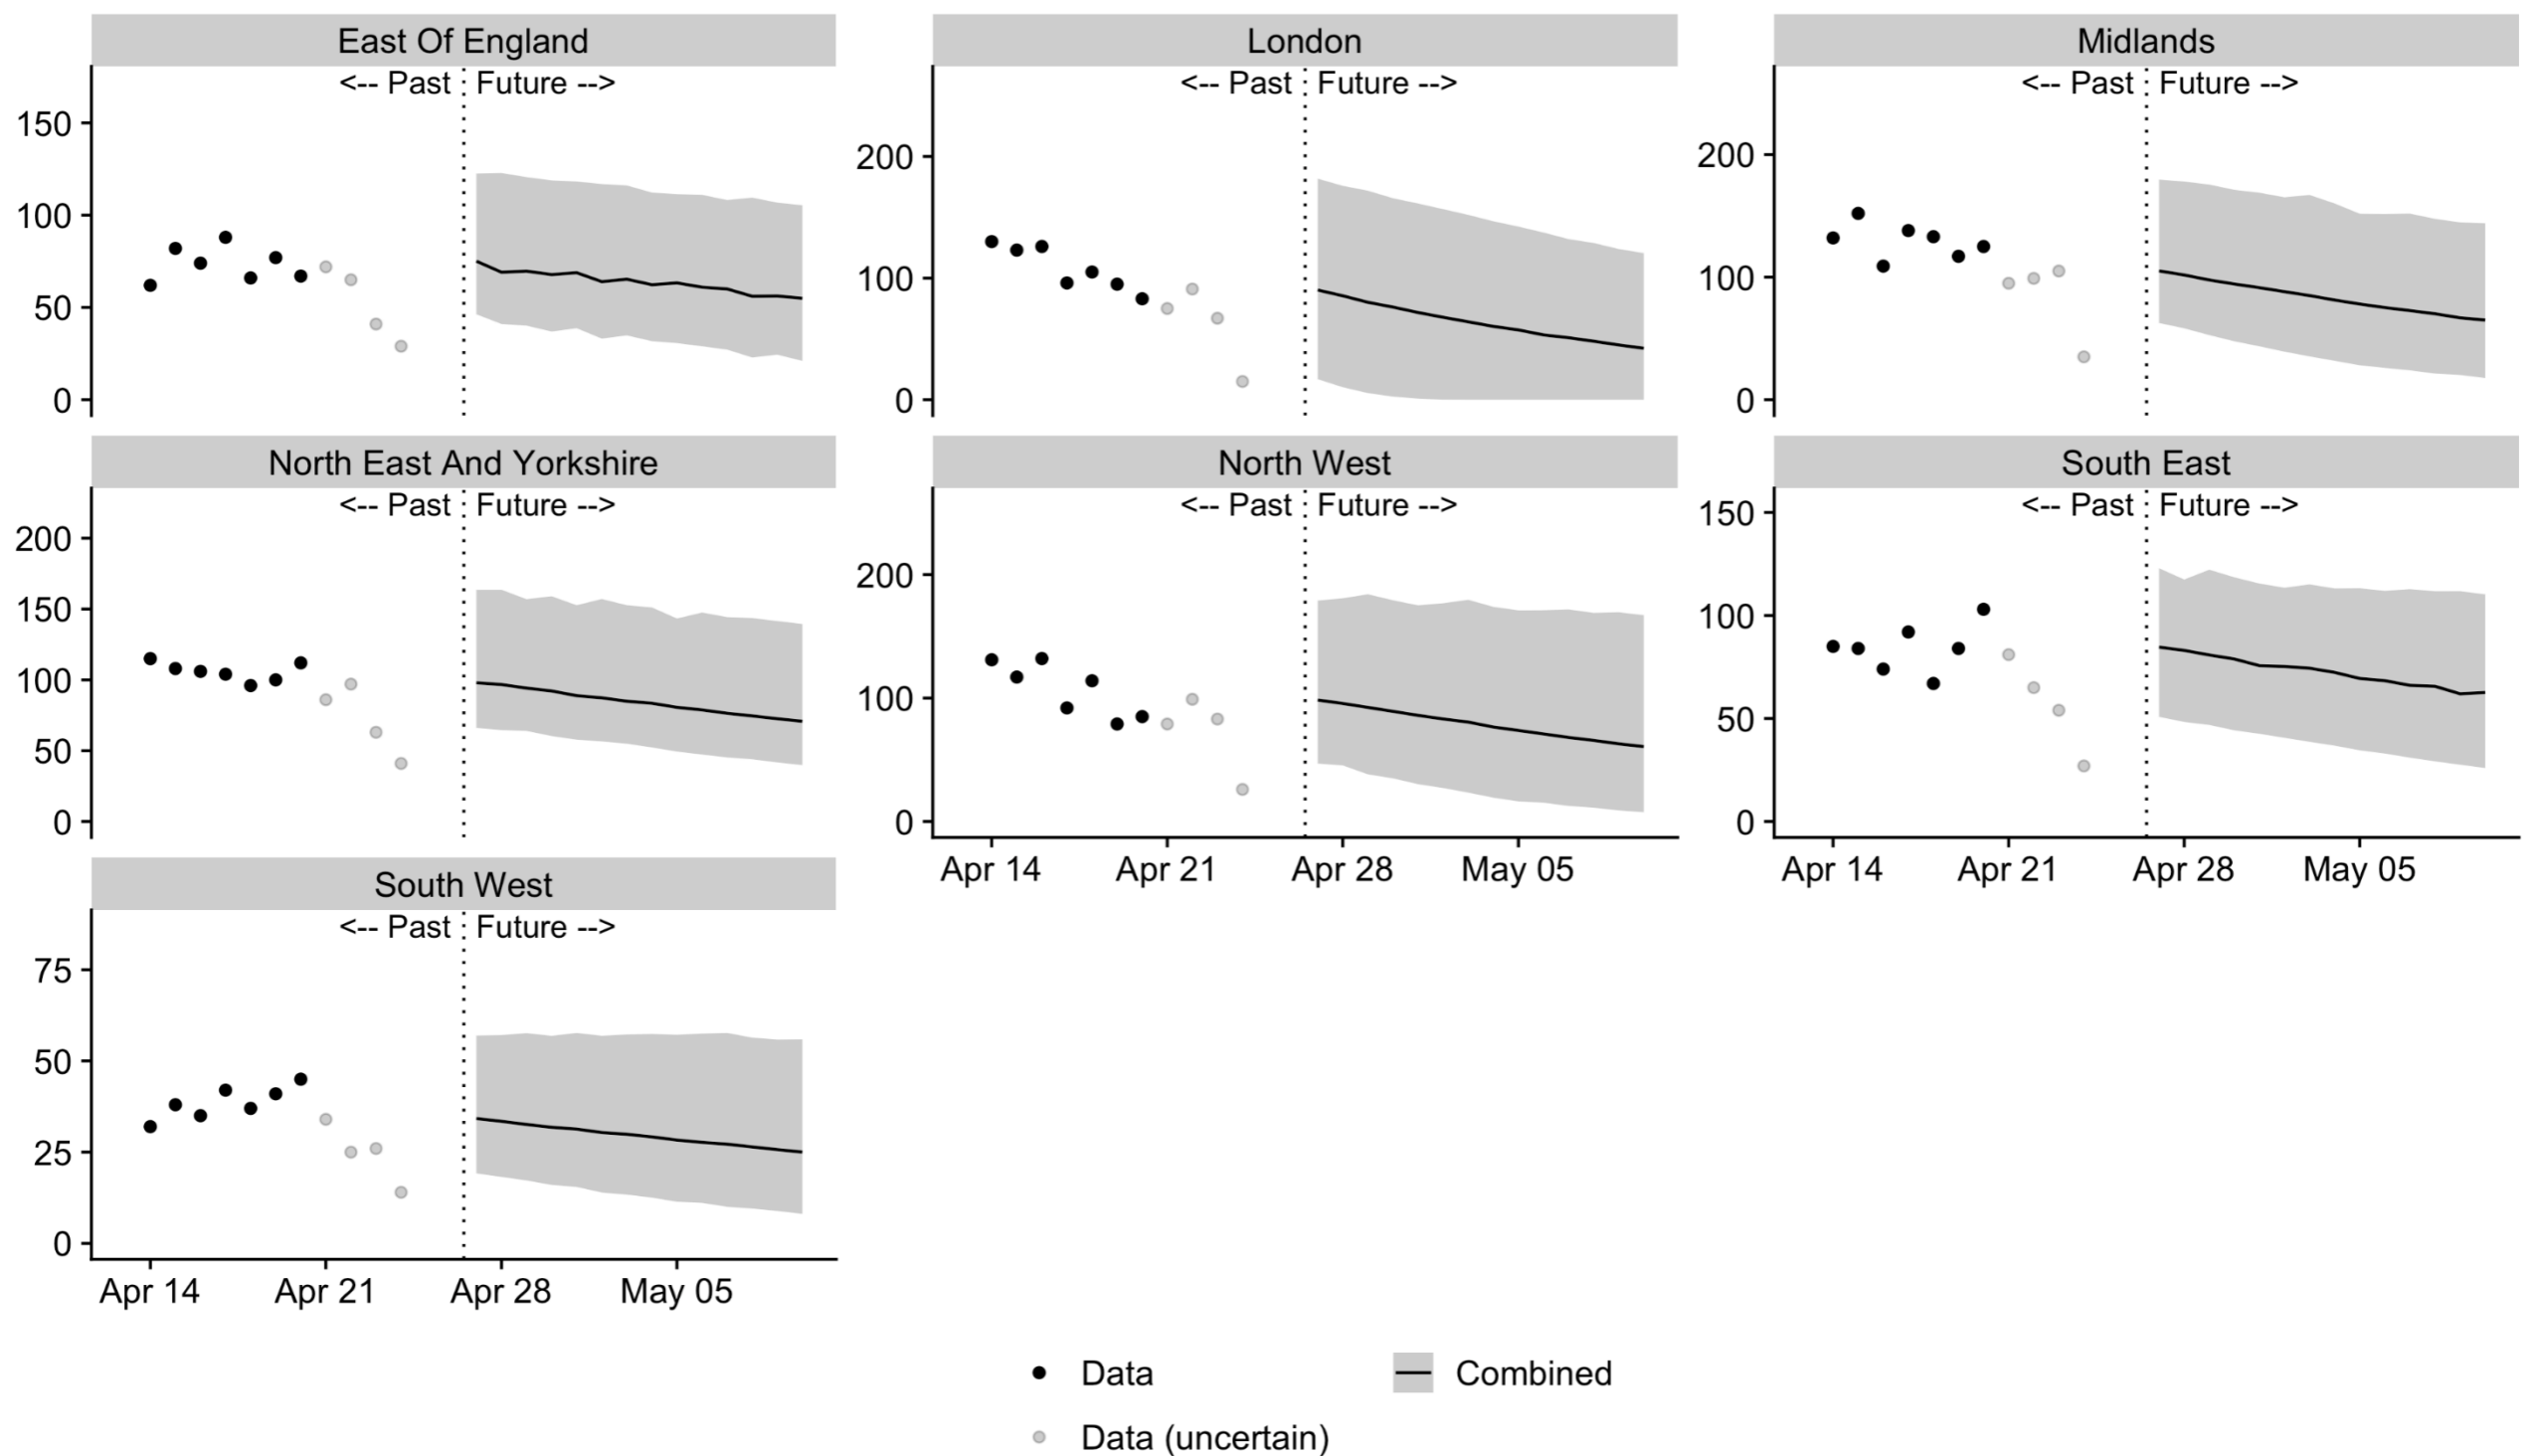 East Of England
<-- Past Future -->
150
100
50
0
London
<-- Past Future -->
200
100
0
Midlands
<-- Past Future -->
200
100
0
North East And Yorkshire
<-- Past Future -->
200
150
100
50
0
North West
<-- Past Future -->
200
100
0
Apr 14 Apr 21 Apr 28 May 05
South East
<-- Past Future -->
150
100
50
0
Apr 14 Apr 21 Apr 28 May 05
South West
<-- Past Future -->
75
50
25
0
Apr 14 Apr 21 Apr 28 May 05
Data
Combined
Data (uncertain)